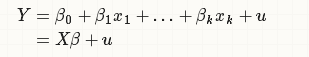 Y = β₀ + β₁x₁ + … + βₖxₖ + u
= Xβ + u